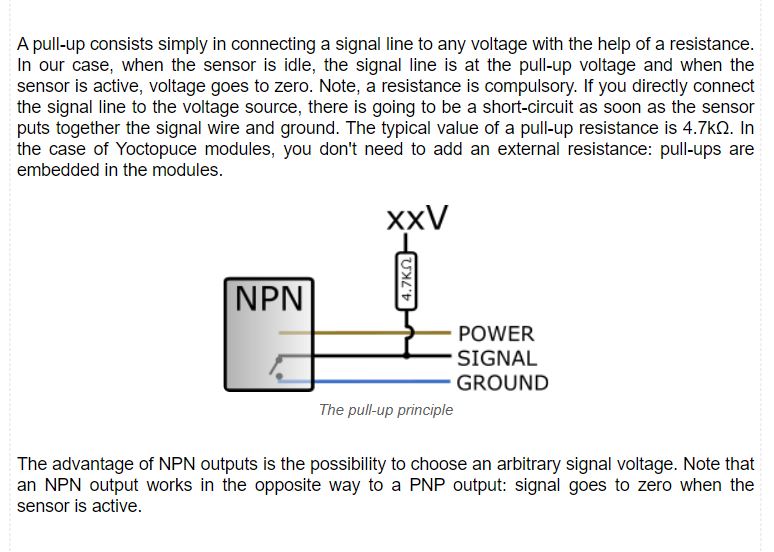 A pull-up consists simply in connecting a signal line to any voltage with the help of a resistance.
In our case, when the sensor is idle, the signal line is at the pull-up voltage and when the
sensor is active, voltage goes to zero. Note, a resistance is compulsory. If you directly connect
the signal line to the voltage source, there is going to be a short-circuit as soon as the sensor
puts together the signal wire and ground. The typical value of a pull-up resistance is 4.7kΩ. In
the case of Yoctopuce modules, you don't need to add an external resistance: pull-ups are
embedded in the modules.
xxV
4.7KΩ
NPN
POWER
SIGNAL
GROUND
The pull-up principle
The advantage of NPN outputs is the possibility to choose an arbitrary signal voltage. Note that
an NPN output works in the opposite way to a PNP output: signal goes to zero when the
sensor is active.